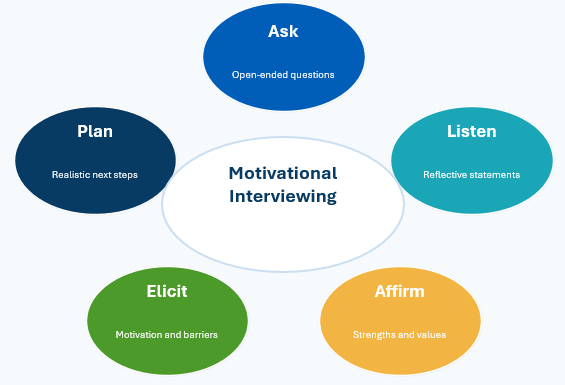 Ask
Open-ended questions
Plan
Realistic next steps
Listen
Reflective statements
Motivational
Interviewing
Elicit
Motivation and barriers
Affirm
Strengths and values